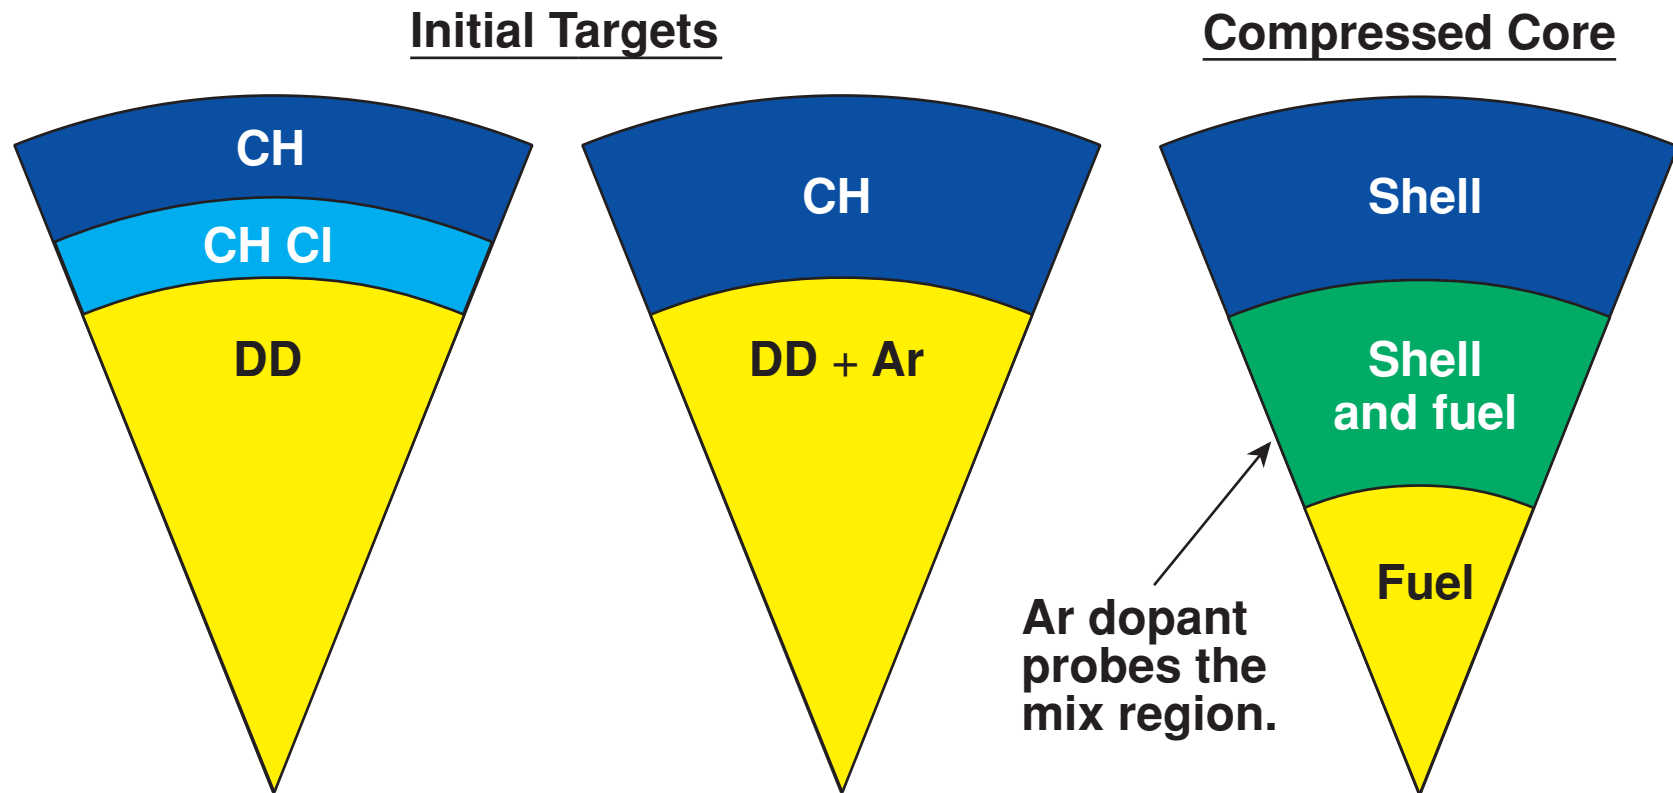 Initial Targets
Compressed Core
CH
CH Cl
DD
CH
DD + Ar
Shell
Shell
and fuel
Fuel
Ar dopant
probes the
mix region.